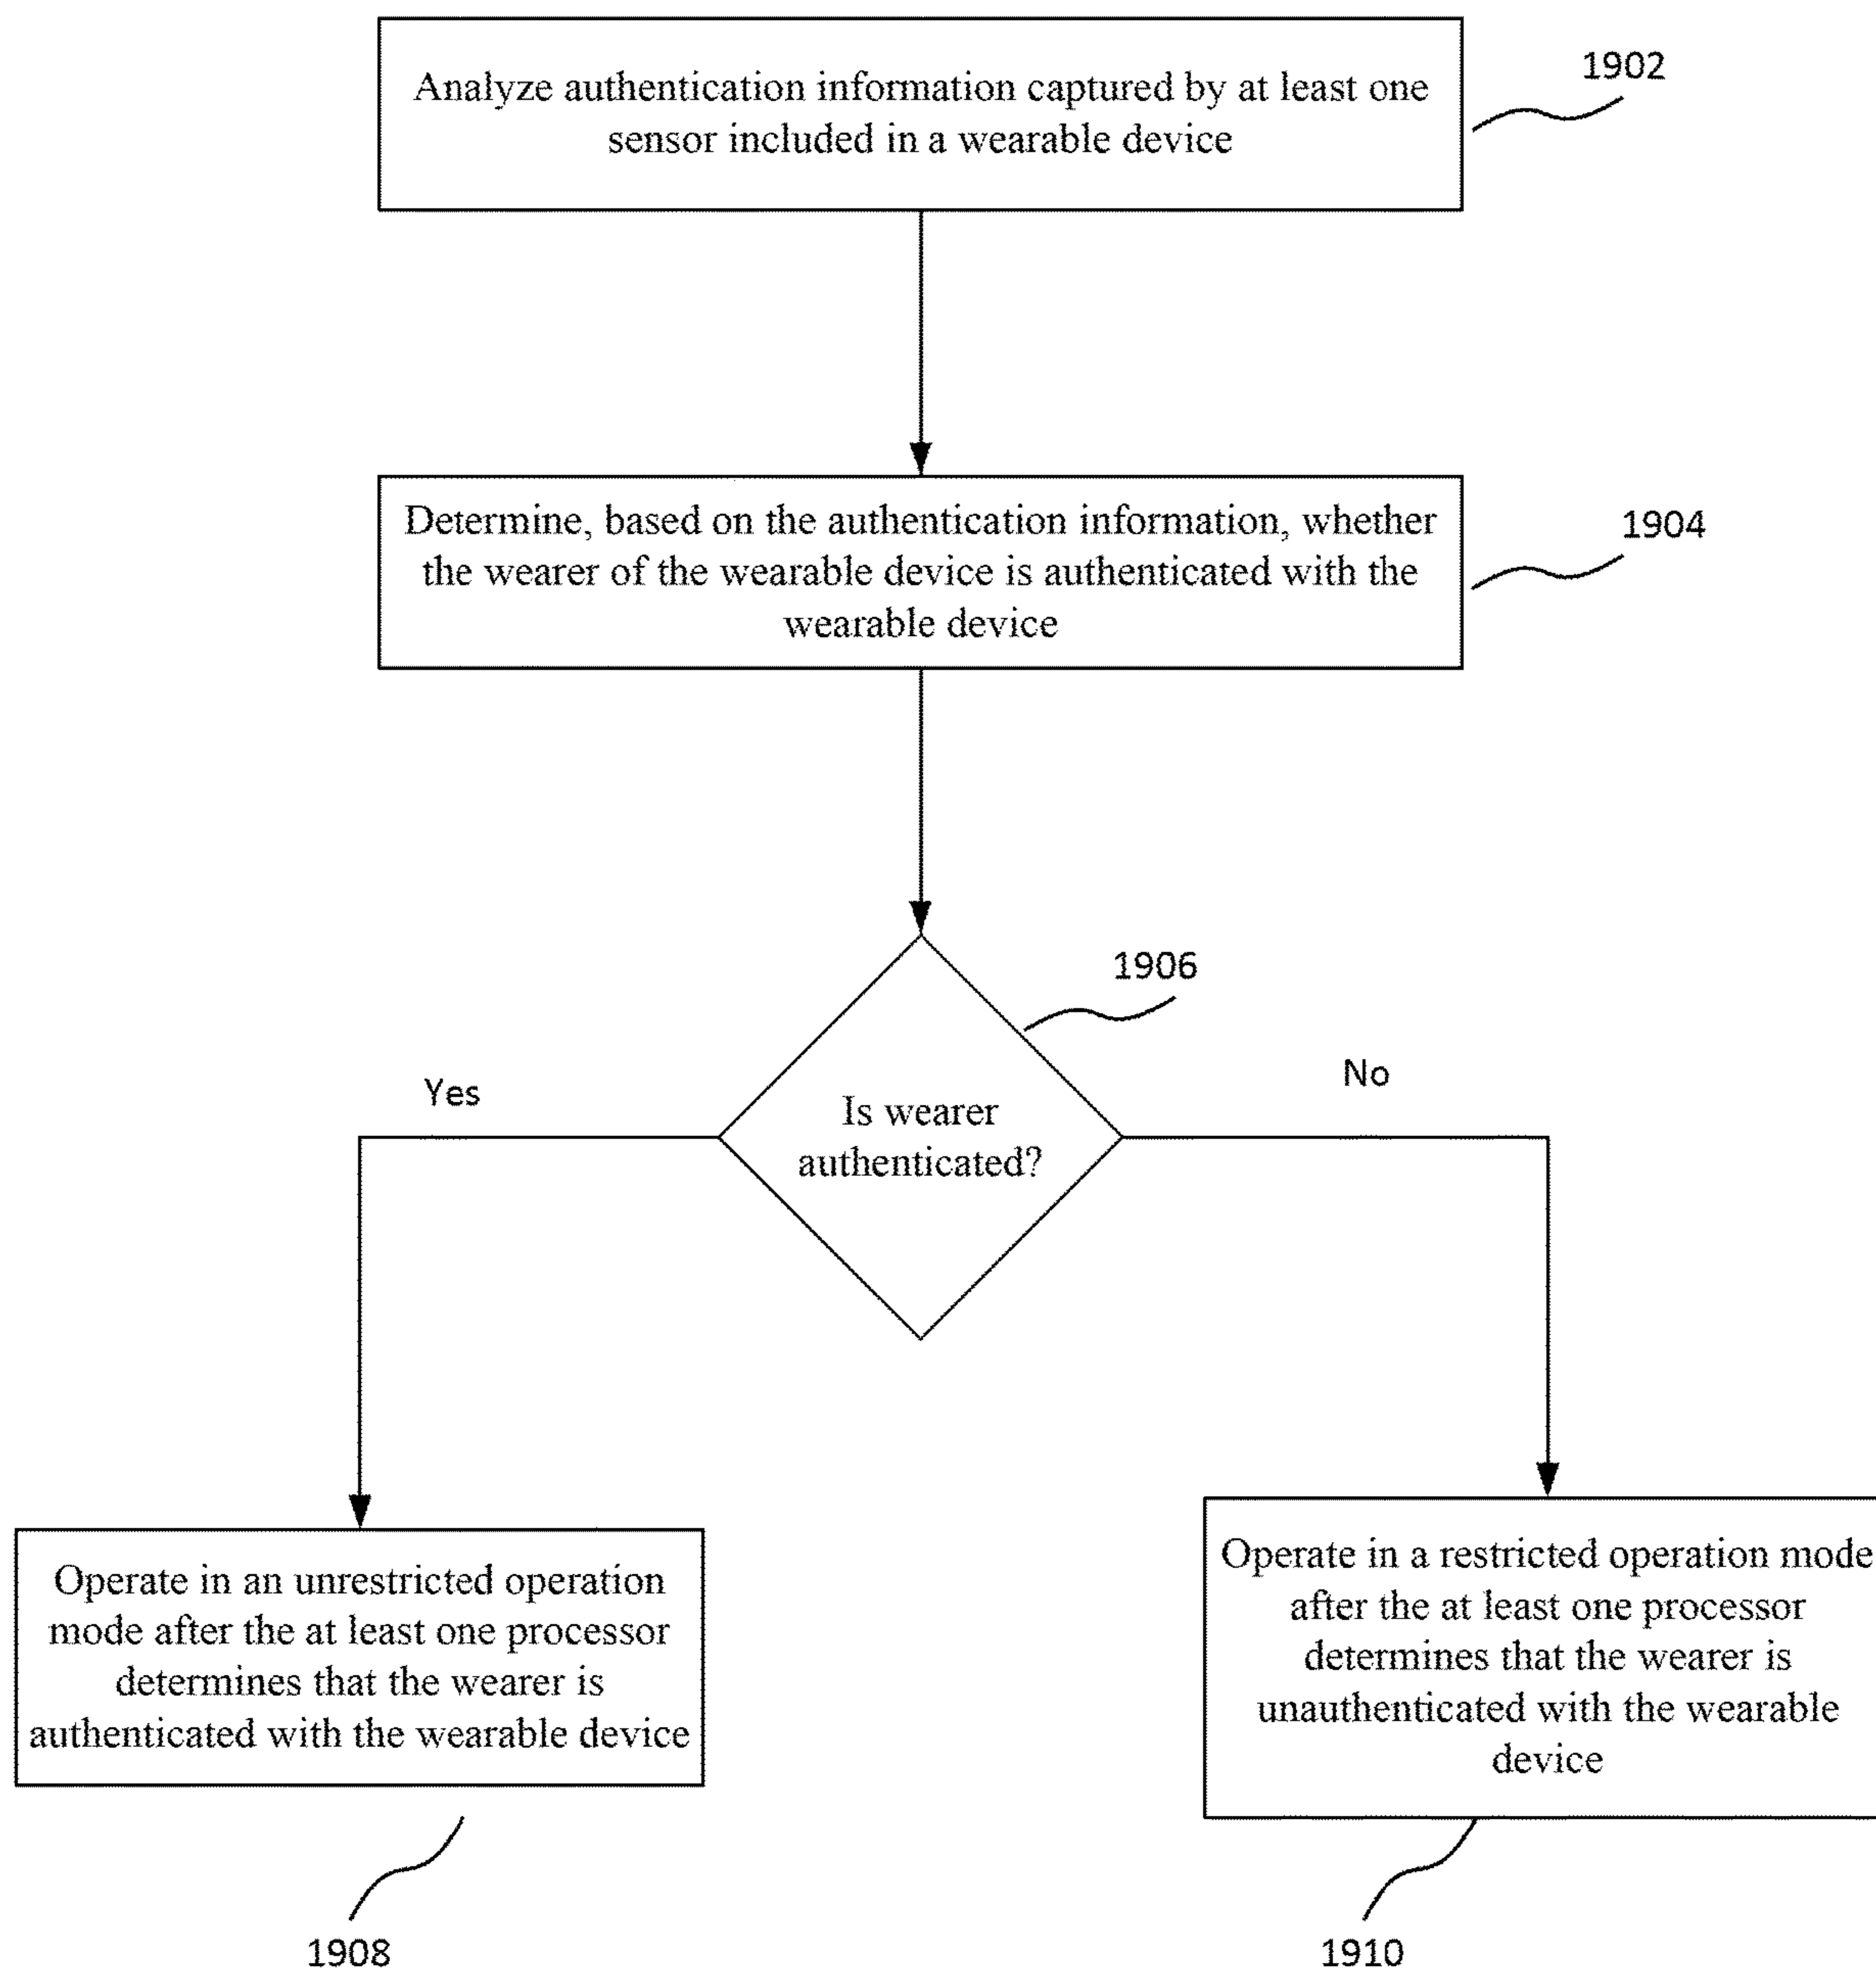 Analyze authentication information captured by at least one
sensor included in a wearable device
1902
Determine, based on the authentication information, whether
the wearer of the wearable device is authenticated with the
wearable device
1904
1906
Is wearer
authenticated?
Yes
No
Operate in an unrestricted operation
mode after the at least one processor
determines that the wearer is
authenticated with the wearable device
1908
Operate in a restricted operation mode
after the at least one processor
determines that the wearer is
unauthenticated with the wearable
device
1910